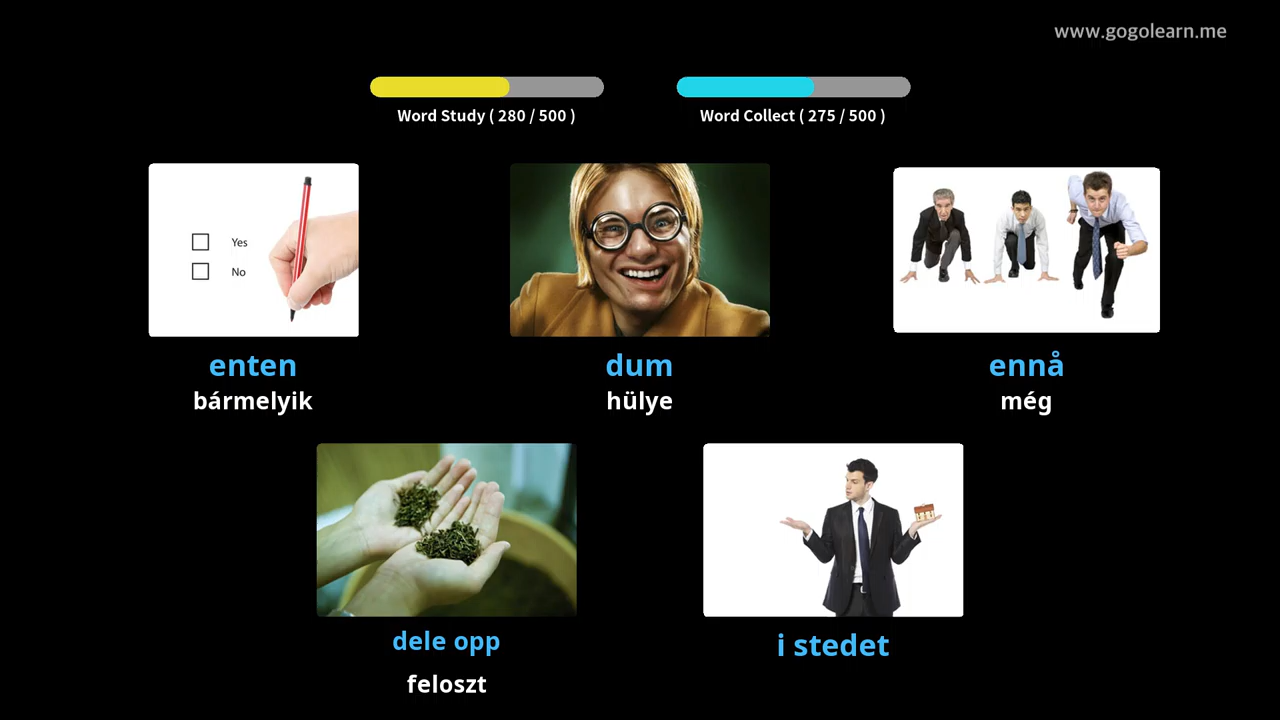 www.gogolearn.me
Word Study ( 280 / 500 )
Word Collect ( 275 / 500 )
Yes
No
enten
bármelyik
dum
hülye
ennå
még
dele opp
feloszt
i stedet